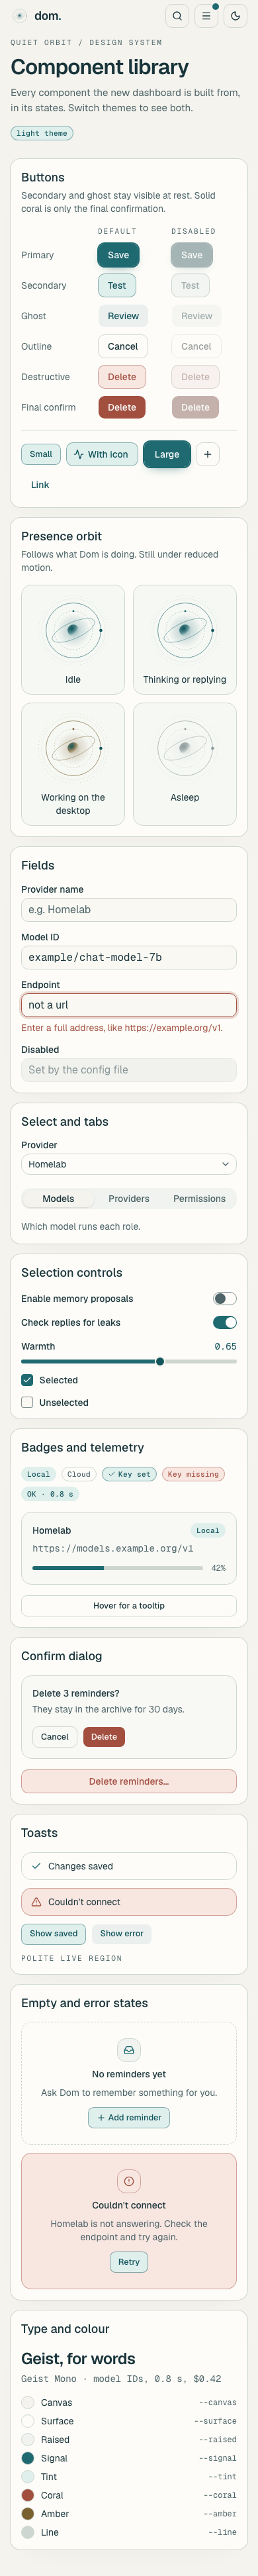 dom.
QUIET ORBIT / DESIGN SYSTEM
Component library
Every component the new dashboard is built from,
in its states. Switch themes to see both.
light theme
Buttons
Secondary and ghost stay visible at rest. Solid
coral is only the final confirmation.
DEFAULT DISABLED
Primary Save Save
Secondary Test Test
Ghost Review Review
Outline Cancel Cancel
Destructive Delete Delete
Final confirm Delete Delete
Small With icon Large
Link
Presence orbit
Follows what Dom is doing. Still under reduced
motion.
Idle Thinking or replying
Working on the
desktop
Asleep
Fields
Provider name
e.g. Homelab
Model ID
example/chat-model-7b
Endpoint
not a url
Enter a full address, like https://example.org/v1.
Disabled
Set by the config file
Select and tabs
Provider
Homelab
Models Providers Permissions
Which model runs each role.
Selection controls
Enable memory proposals
Check replies for leaks
Warmth 0.65
Selected
Unselected
Badges and telemetry
Local Cloud Key set Key missing
OK · 0.8 s
Homelab Local
https://models.example.org/v1
42%
Hover for a tooltip
Confirm dialog
Delete 3 reminders?
They stay in the archive for 30 days.
Cancel Delete
Delete reminders...
Toasts
Changes saved
Couldn't connect
Show saved Show error
POLITE LIVE REGION
Empty and error states
No reminders yet
Ask Dom to remember something for you.
Add reminder
Couldn't connect
Homelab is not answering. Check the
endpoint and try again.
Retry
Type and colour
Geist, for words
Geist Mono · model IDs, 0.8 s, $0.42
Canvas --canvas
Surface --surface
Raised --raised
Signal --signal
Tint --tint
Coral --coral
Amber --amber
Line --line